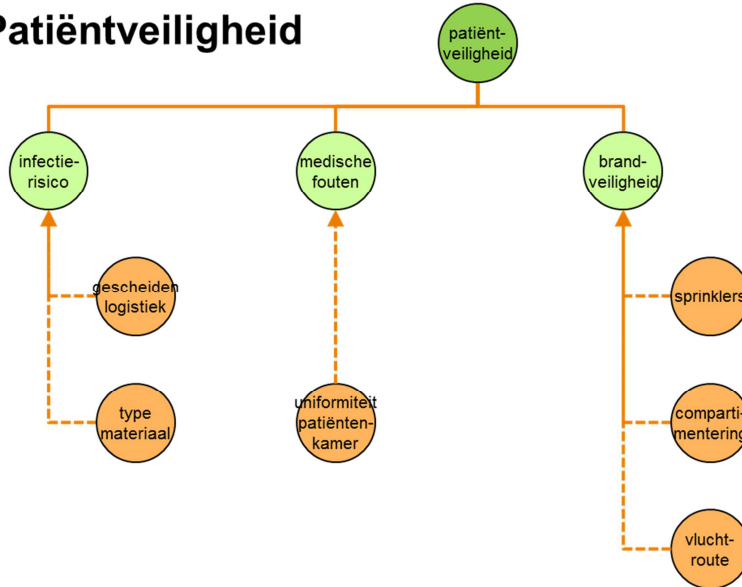 Patiëntveiligheid
patiënt-
veiligheid
infectie-
risico
medische
fouten
brand-
veiligheid
gescheiden
logistiek
sprinklers
type
materiaal
uniformiteit
patiënten-
kamer
comparti-
mentering
vlucht-
route